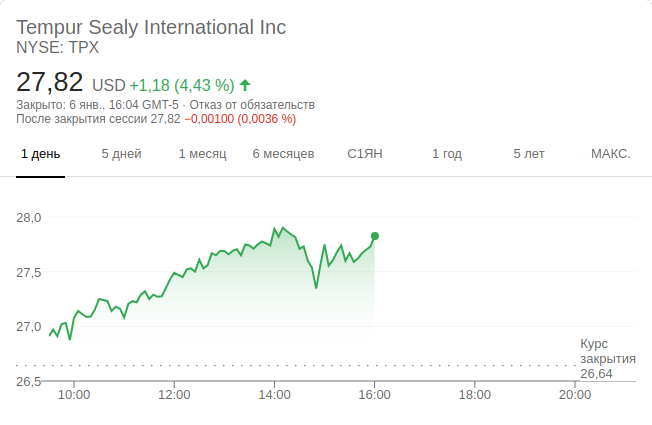 Tempur Sealy International Inc
NYSE: TPX
27,82 USD +1,18 (4,43 %)
Закрыто: 6 янв., 16:04 GMT-5 · Отказ от обязательств
После закрытия сессии 27,82 −0,00100 (0,0036 %)
1 день 5 дней 1 месяц 6 месяцев С1ЯН 1 год 5 лет МАКС.
28,0
27,5
27,0
26,5
Курс
закрытия
26,64
10:00 12:00 14:00 16:00 18:00 20:00